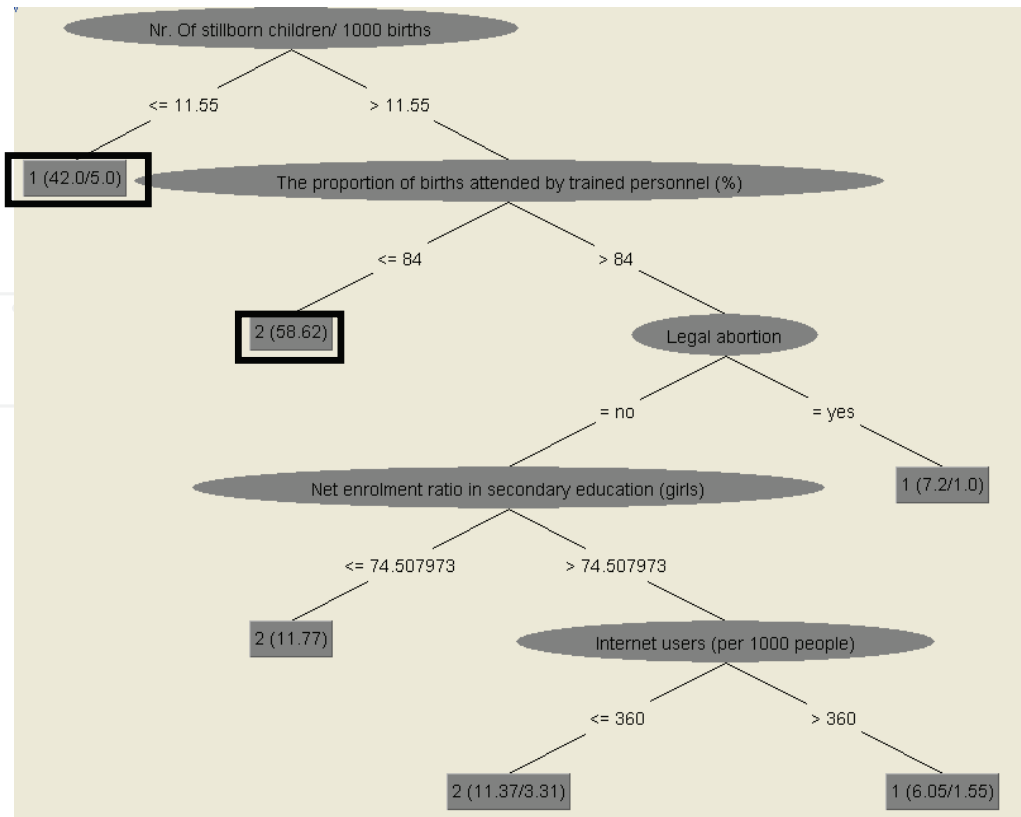 Nr. Of stillborn children/ 1000 births
<= 11.55
> 11.55
1 (42.0/5.0)
The proportion of births attended by trained personnel (%)
<= 84
> 84
2 (58.62)
Legal abortion
= no
= yes
Net enrolment ratio in secondary education (girls)
1 (7.2/1.0)
<= 74.507973
> 74.507973
2 (11.77)
Internet users (per 1000 people)
<= 360
> 360
2 (11.37/3.31)
1 (6.05/1.55)